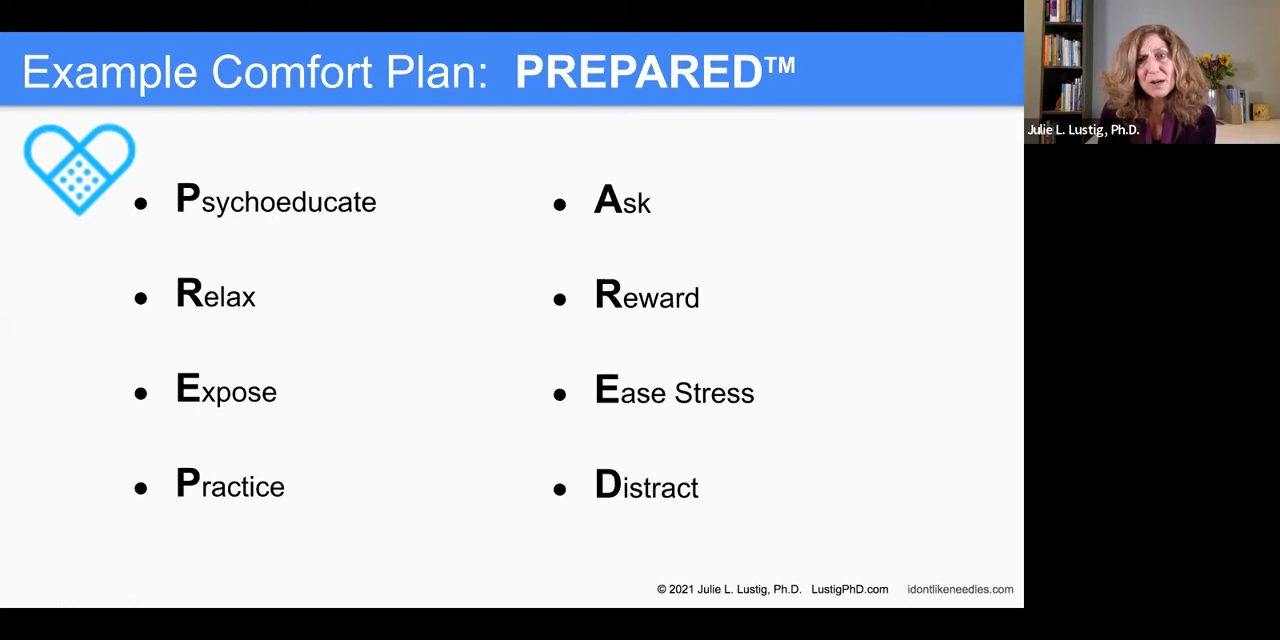 Example Comfort Plan: PREPARED™
Julie L. Lustig, Ph.D.
• Psychoeducate
• Relax
• Expose
• Practice
• Ask
• Reward
• Ease Stress
• Distract
© 2021 Julie L. Lustig, Ph.D. LustigPhD.com idontlikeneedles.com